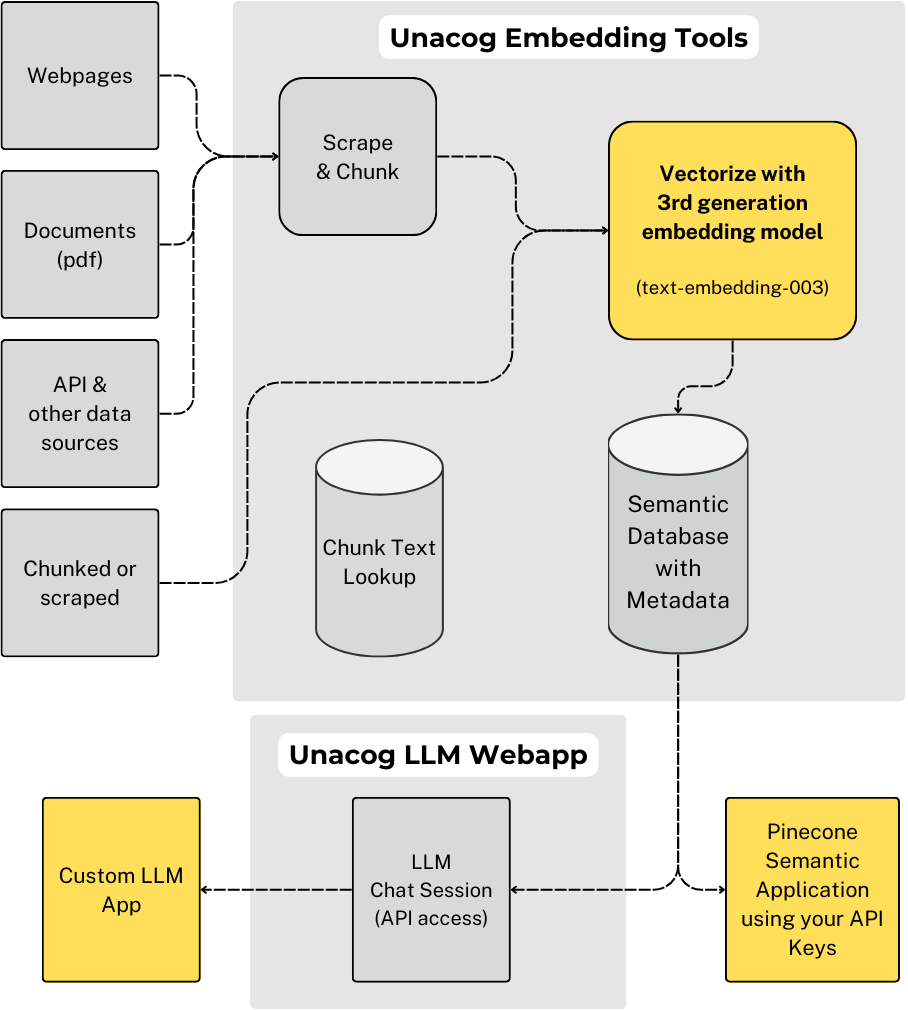 Unacog Embedding Tools
Webpages
Scrape
& Chunk
Vectorize with
3rd generation
embedding model
(text-embedding-003)
Documents
(pdf)
API &
other data
sources
Chunked or
scraped
Chunk Text
Lookup
Semantic
Database
with
Metadata
Unacog LLM Webapp
Custom LLM
App
LLM
Chat Session
(API access)
Pinecone
Semantic
Application
using your API
Keys